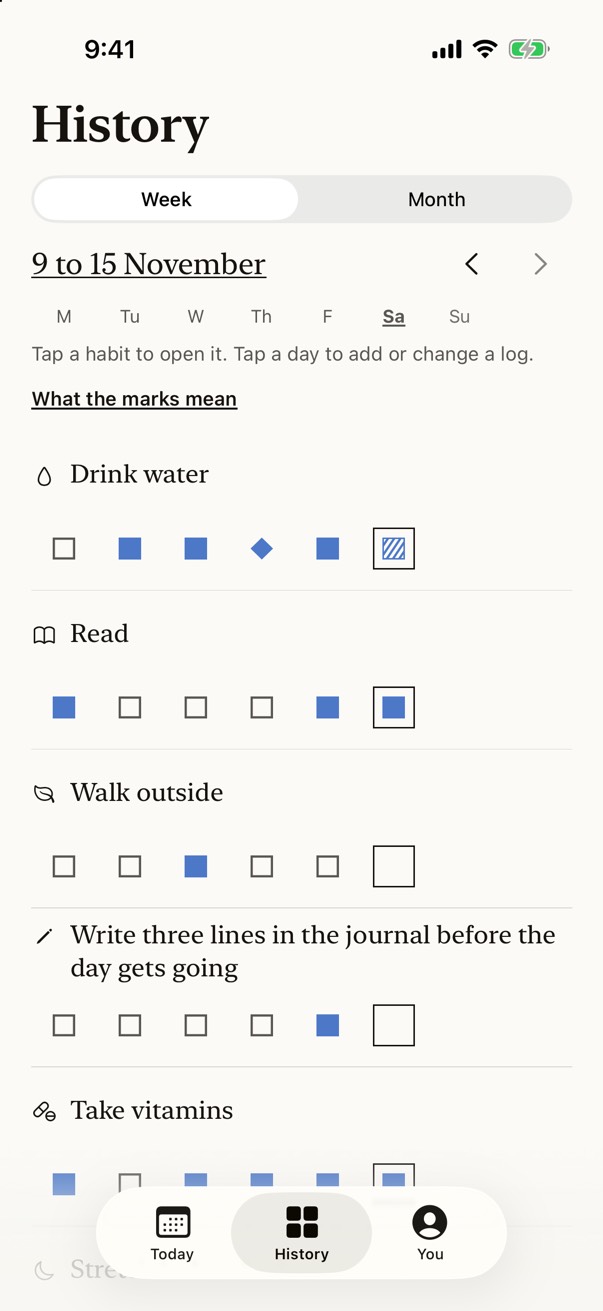 9:41
History
Week Month
9 to 15 November
M Tu W Th F Sa Su
Tap a habit to open it. Tap a day to add or change a log.
What the marks mean
Drink water
Read
Walk outside
Write three lines in the journal before the
day gets going
Take vitamins
Today History You